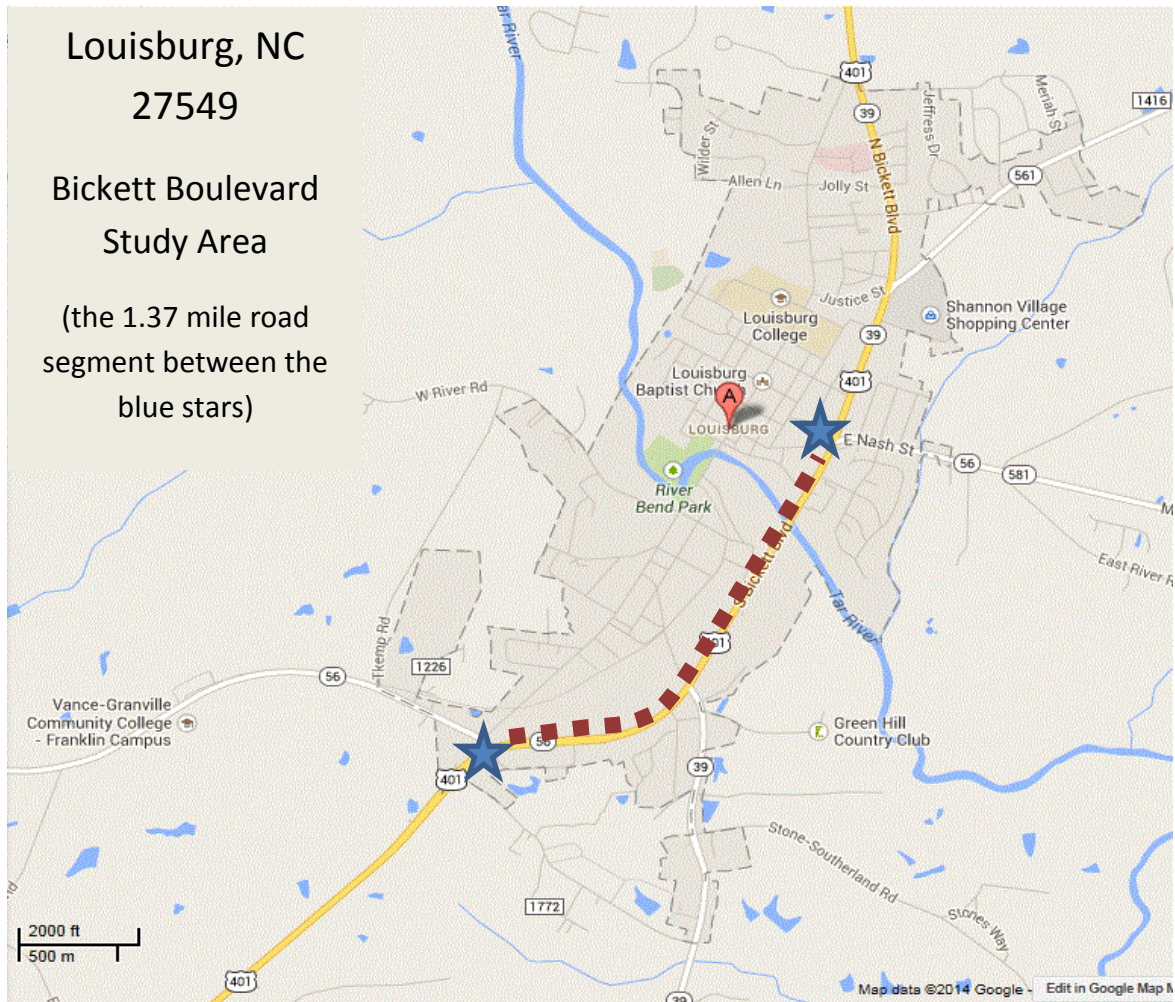 Louisburg, NC
27549
Bickett Boulevard
Study Area
(the 1.37 mile road
segment between the
blue stars)
Tar River
401
39
N Bickett Blvd
Jeffress Dr
Meriah St
1416
Wilder St
Allen Ln
Jolly St
561
Justice St
Louisburg
College
Shannon Village
Shopping Center
39
401
Louisburg
Baptist Church
A
LOUISBURG
W River Rd
E Nash St
56
581
River
Bend Park
East River R
S Bickett Blvd
Tar River
401
Tkemp Rd
1226
56
Vance-Granville
Community College
- Franklin Campus
56
401
Green Hill
Country Club
39
Stone-Southerland Rd
Stones Way
1772
2000 ft
500 m
401
39
Map data ©2014 Google -
Edit in Google Map M